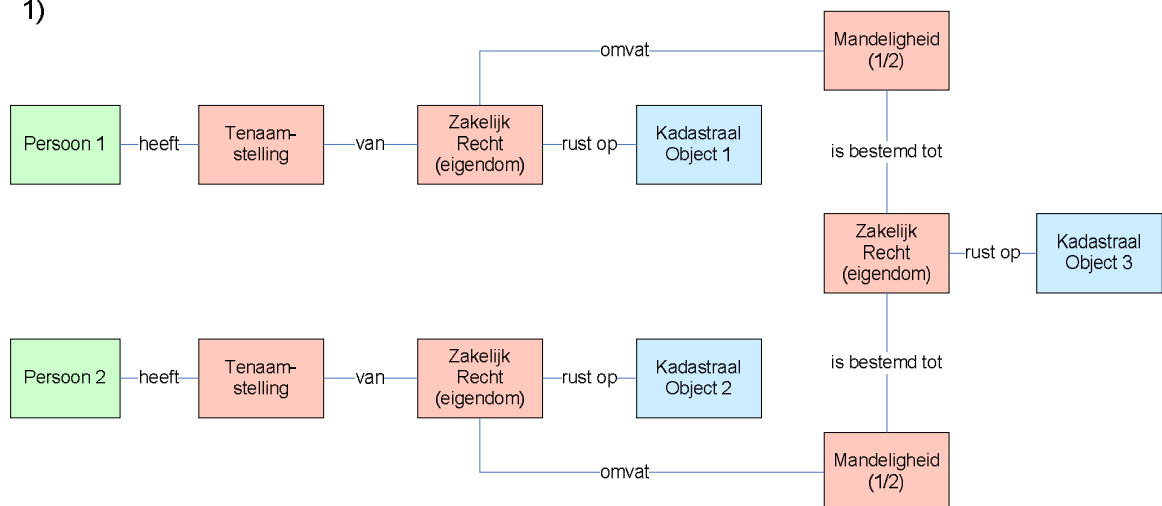 1)
omvat
Mandeligheid
(1/2)
Persoon 1
heeft
Tenaam-
stelling
van
Zakelijk
Recht
(eigendom)
rust op
Kadastraal
Object 1
is bestemd tot
Zakelijk
Recht
(eigendom)
rust op
Kadastraal
Object 3
is bestemd tot
Persoon 2
heeft
Tenaam-
stelling
van
Zakelijk
Recht
(eigendom)
rust op
Kadastraal
Object 2
omvat
Mandeligheid
(1/2)